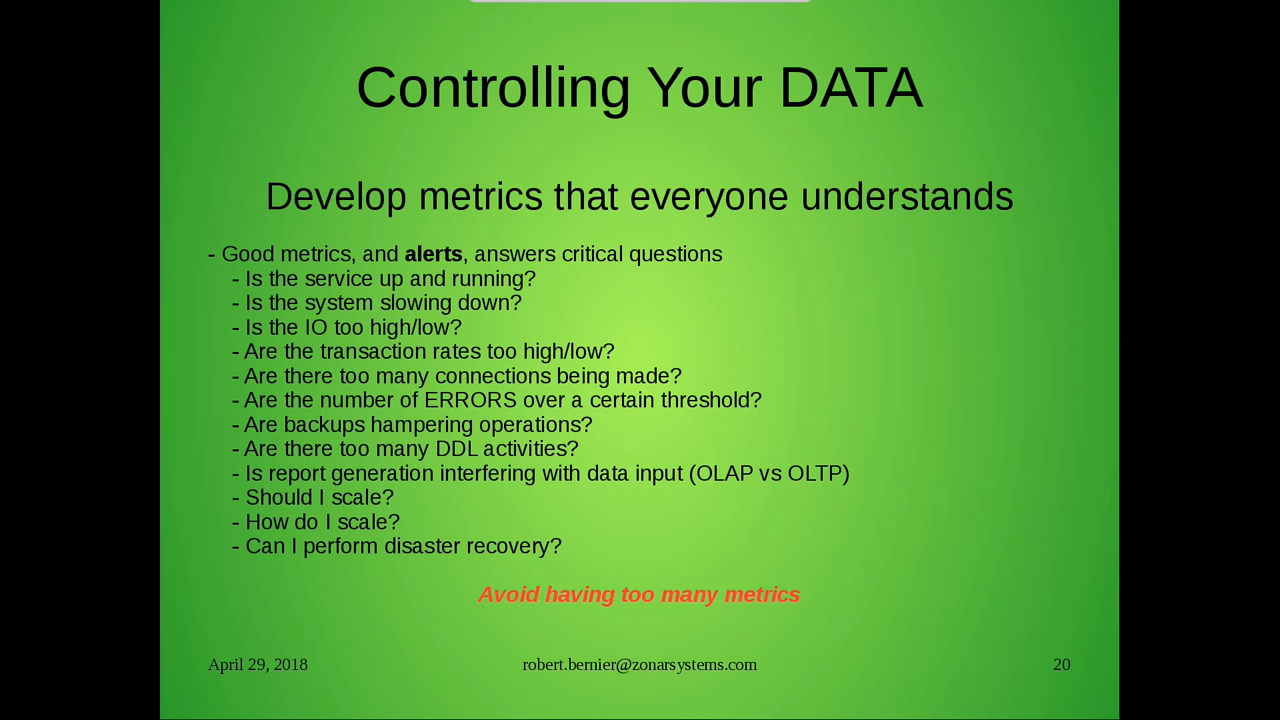 Controlling Your DATA
Develop metrics that everyone understands
- Good metrics, and alerts, answers critical questions
- Is the service up and running?
- Is the system slowing down?
- Is the IO too high/low?
- Are the transaction rates too high/low?
- Are there too many connections being made?
- Are the number of ERRORS over a certain threshold?
- Are backups hampering operations?
- Are there too many DDL activities?
- Is report generation interfering with data input (OLAP vs OLTP)
- Should I scale?
- How do I scale?
- Can I perform disaster recovery?
Avoid having too many metrics
April 29, 2018 robert.bernier@zonarsystems.com 20